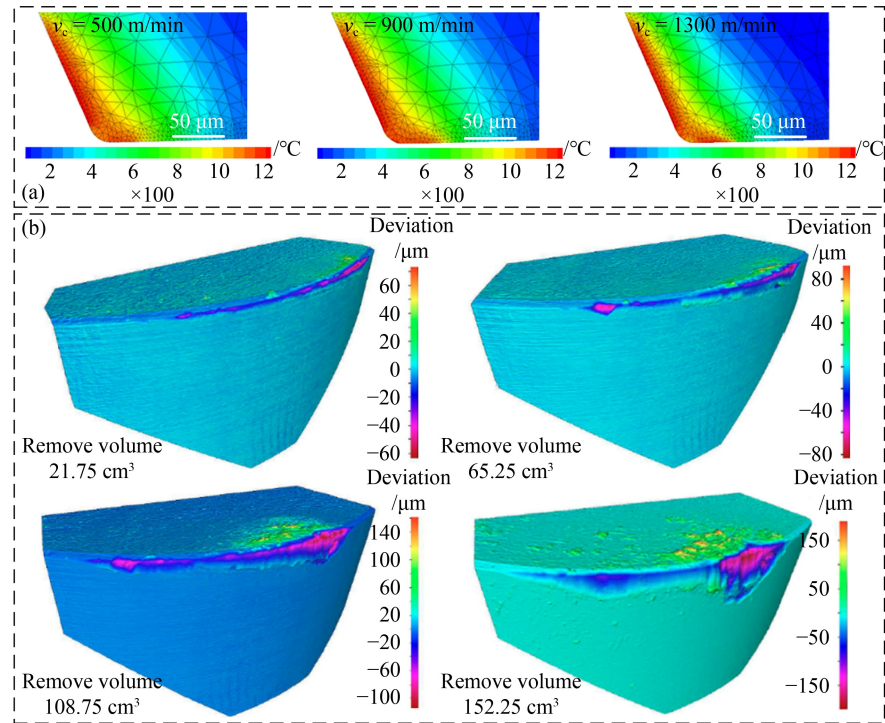 v_c = 500 m/min
v_c = 900 m/min
v_c = 1300 m/min
50 μm
50 μm
50 μm
/°C
/°C
/°C
2 4 6 8 10 12
2 4 6 8 10 12
2 4 6 8 10 12
(a)
×100
×100
×100
(b)
Deviation
/μm
60
40
20
0
−20
−40
−60
Remove volume
21.75 cm³
Deviation
/μm
80
40
0
−40
−80
Remove volume
65.25 cm³
Deviation
/μm
140
100
60
20
−20
−60
−100
Remove volume
108.75 cm³
Deviation
/μm
150
50
−50
−150
Remove volume
152.25 cm³